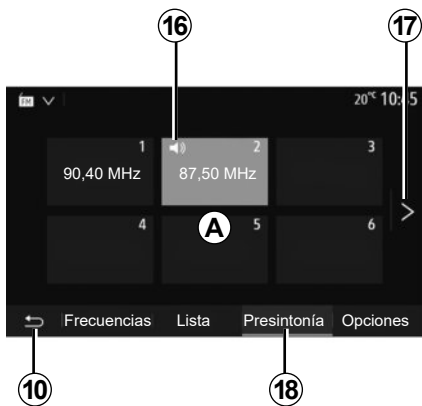 16
17
FM
20°C 10:45
1
2
3
90,40 MHz
87,50 MHz
4
A
5
6
Frecuencias Lista Presintonía Opciones
10
18